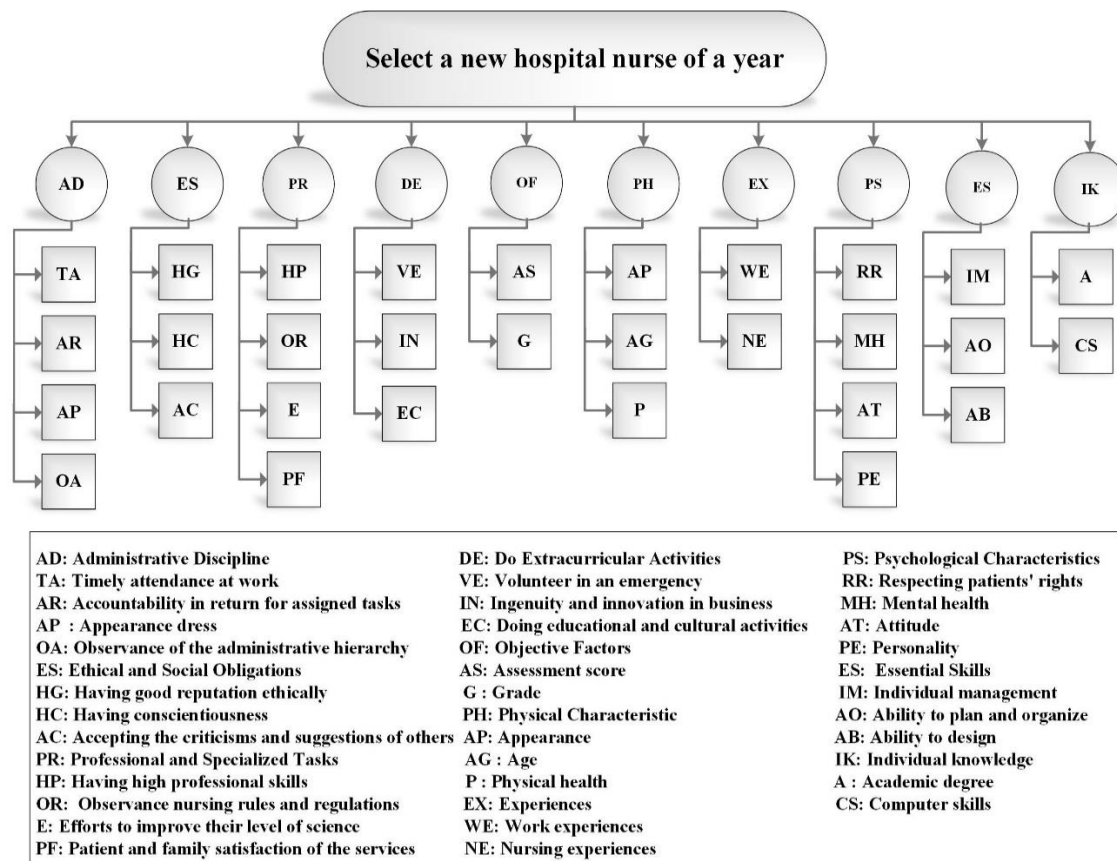 Select a new hospital nurse of a year
AD ES PR DE OF PH EX PS ES IK
TA HG HP VE AS AP WE RR IM A
AR HC OR IN G AG NE MH AO CS
AP AC E EC P AT AB
OA PF PE
AD: Administrative Discipline
TA: Timely attendance at work
AR: Accountability in return for assigned tasks
AP : Appearance dress
OA: Observance of the administrative hierarchy
ES: Ethical and Social Obligations
HG: Having good reputation ethically
HC: Having conscientiousness
AC: Accepting the criticisms and suggestions of others
PR: Professional and Specialized Tasks
HP: Having high professional skills
OR: Observance nursing rules and regulations
E: Efforts to improve their level of science
PF: Patient and family satisfaction of the services
DE: Do Extracurricular Activities
VE: Volunteer in an emergency
IN: Ingenuity and innovation in business
EC: Doing educational and cultural activities
OF: Objective Factors
AS: Assessment score
G : Grade
PH: Physical Characteristic
AP: Appearance
AG : Age
P : Physical health
EX: Experiences
WE: Work experiences
NE: Nursing experiences
PS: Psychological Characteristics
RR: Respecting patients' rights
MH: Mental health
AT: Attitude
PE: Personality
ES: Essential Skills
IM: Individual management
AO: Ability to plan and organize
AB: Ability to design
IK: Individual knowledge
A : Academic degree
CS: Computer skills